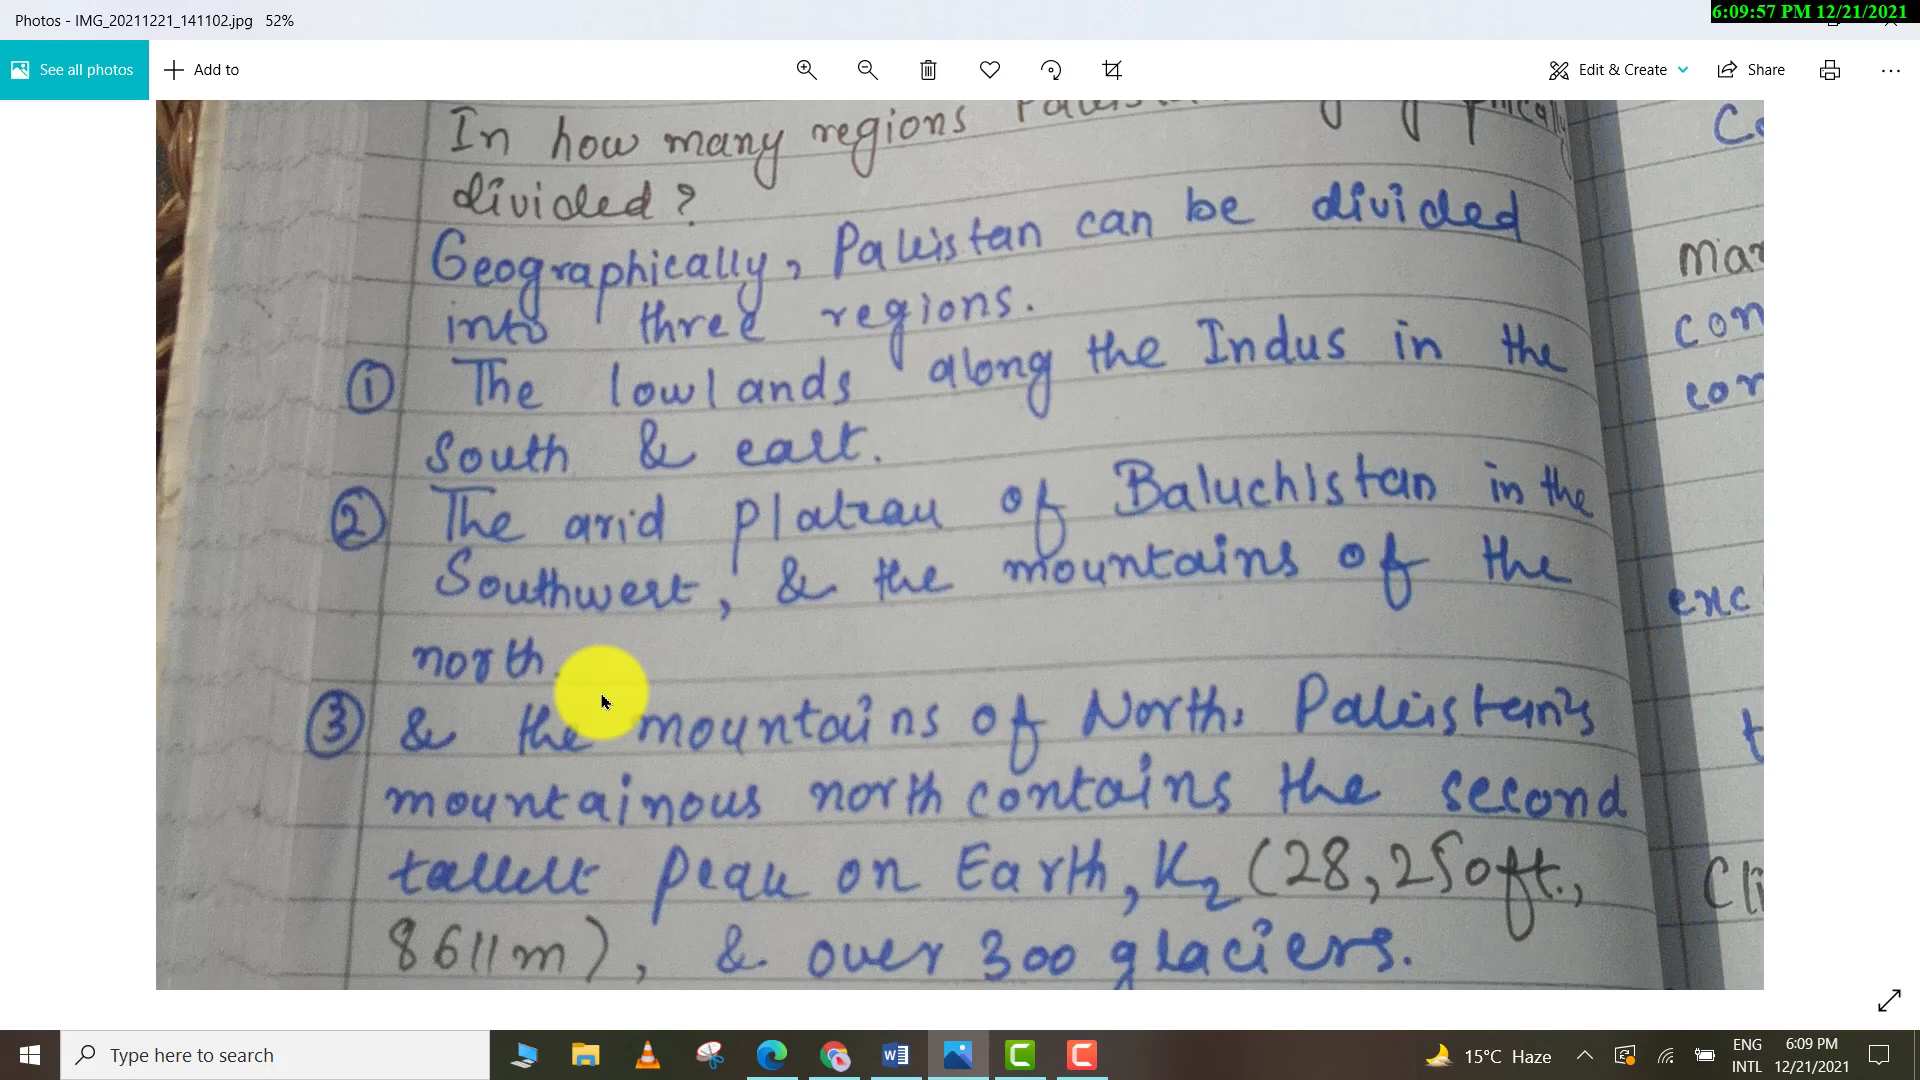 Photos - IMG_20211221_141102.jpg 52%
6:09:57 PM 12/21/2021
See all photos
Add to
Edit & Create
Share
In how many regions
divided?
Geographically, Pakistan can be divided
into three regions.
① The lowlands along the Indus in the
South & east.
② The arid plateau of Baluchistan in the
Southwest, & the mountains of the
north.
③ & the mountains of North. Pakistan's
mountainous north contains the second
tallest peak on Earth, K2 (28,250ft.,
8611m), & over 300 glaciers.
Type here to search
15°C Haze
ENG
INTL
6:09 PM
12/21/2021